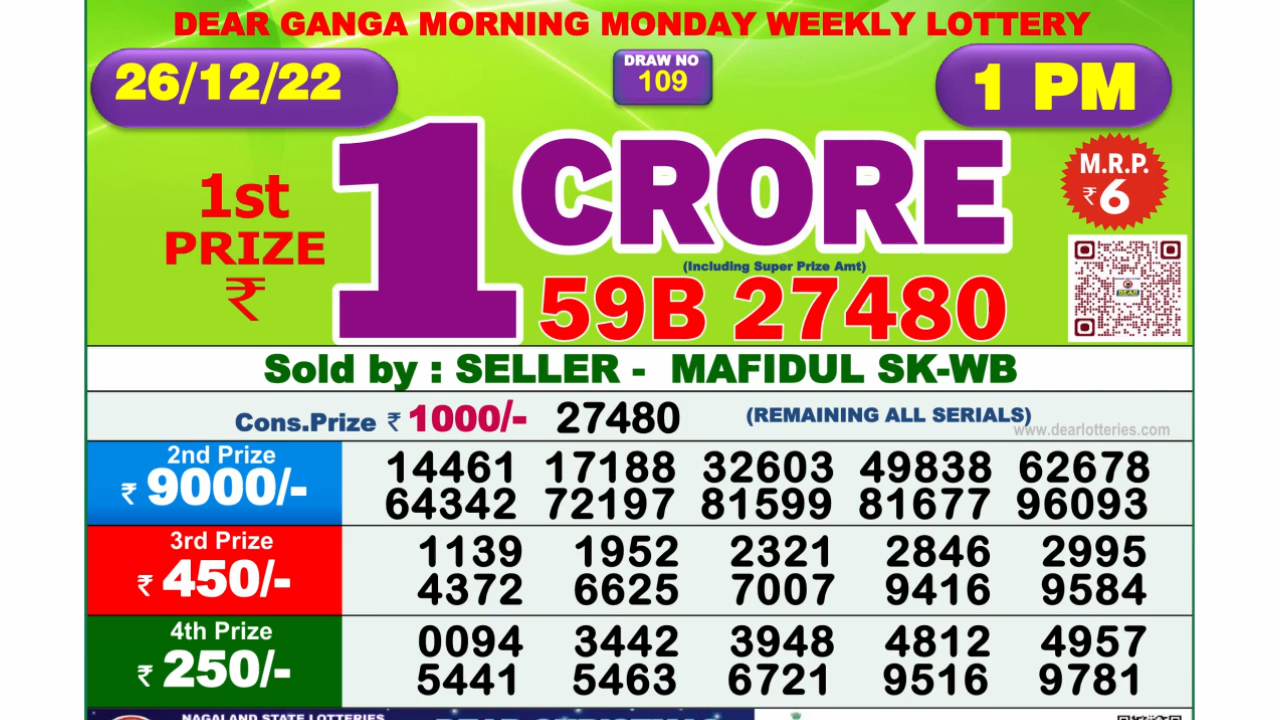 DEAR GANGA MORNING MONDAY WEEKLY LOTTERY
26/12/22
DRAW NO
109
1 PM
1st
PRIZE
₹
1 CRORE
(Including Super Prize Amt)
59B 27480
M.R.P.
₹6
DEAR
Sold by : SELLER - MAFIDUL SK-WB
Cons.Prize ₹ 1000/- 27480 (REMAINING ALL SERIALS)
www.dearlotteries.com
2nd Prize
₹ 9000/-
14461 17188 32603 49838 62678
64342 72197 81599 81677 96093
3rd Prize
₹ 450/-
1139 1952 2321 2846 2995
4372 6625 7007 9416 9584
4th Prize
₹ 250/-
0094 3442 3948 4812 4957
5441 5463 6721 9516 9781
NAGALAND STATE LOTTERIES
DEAR CHRISTMAS